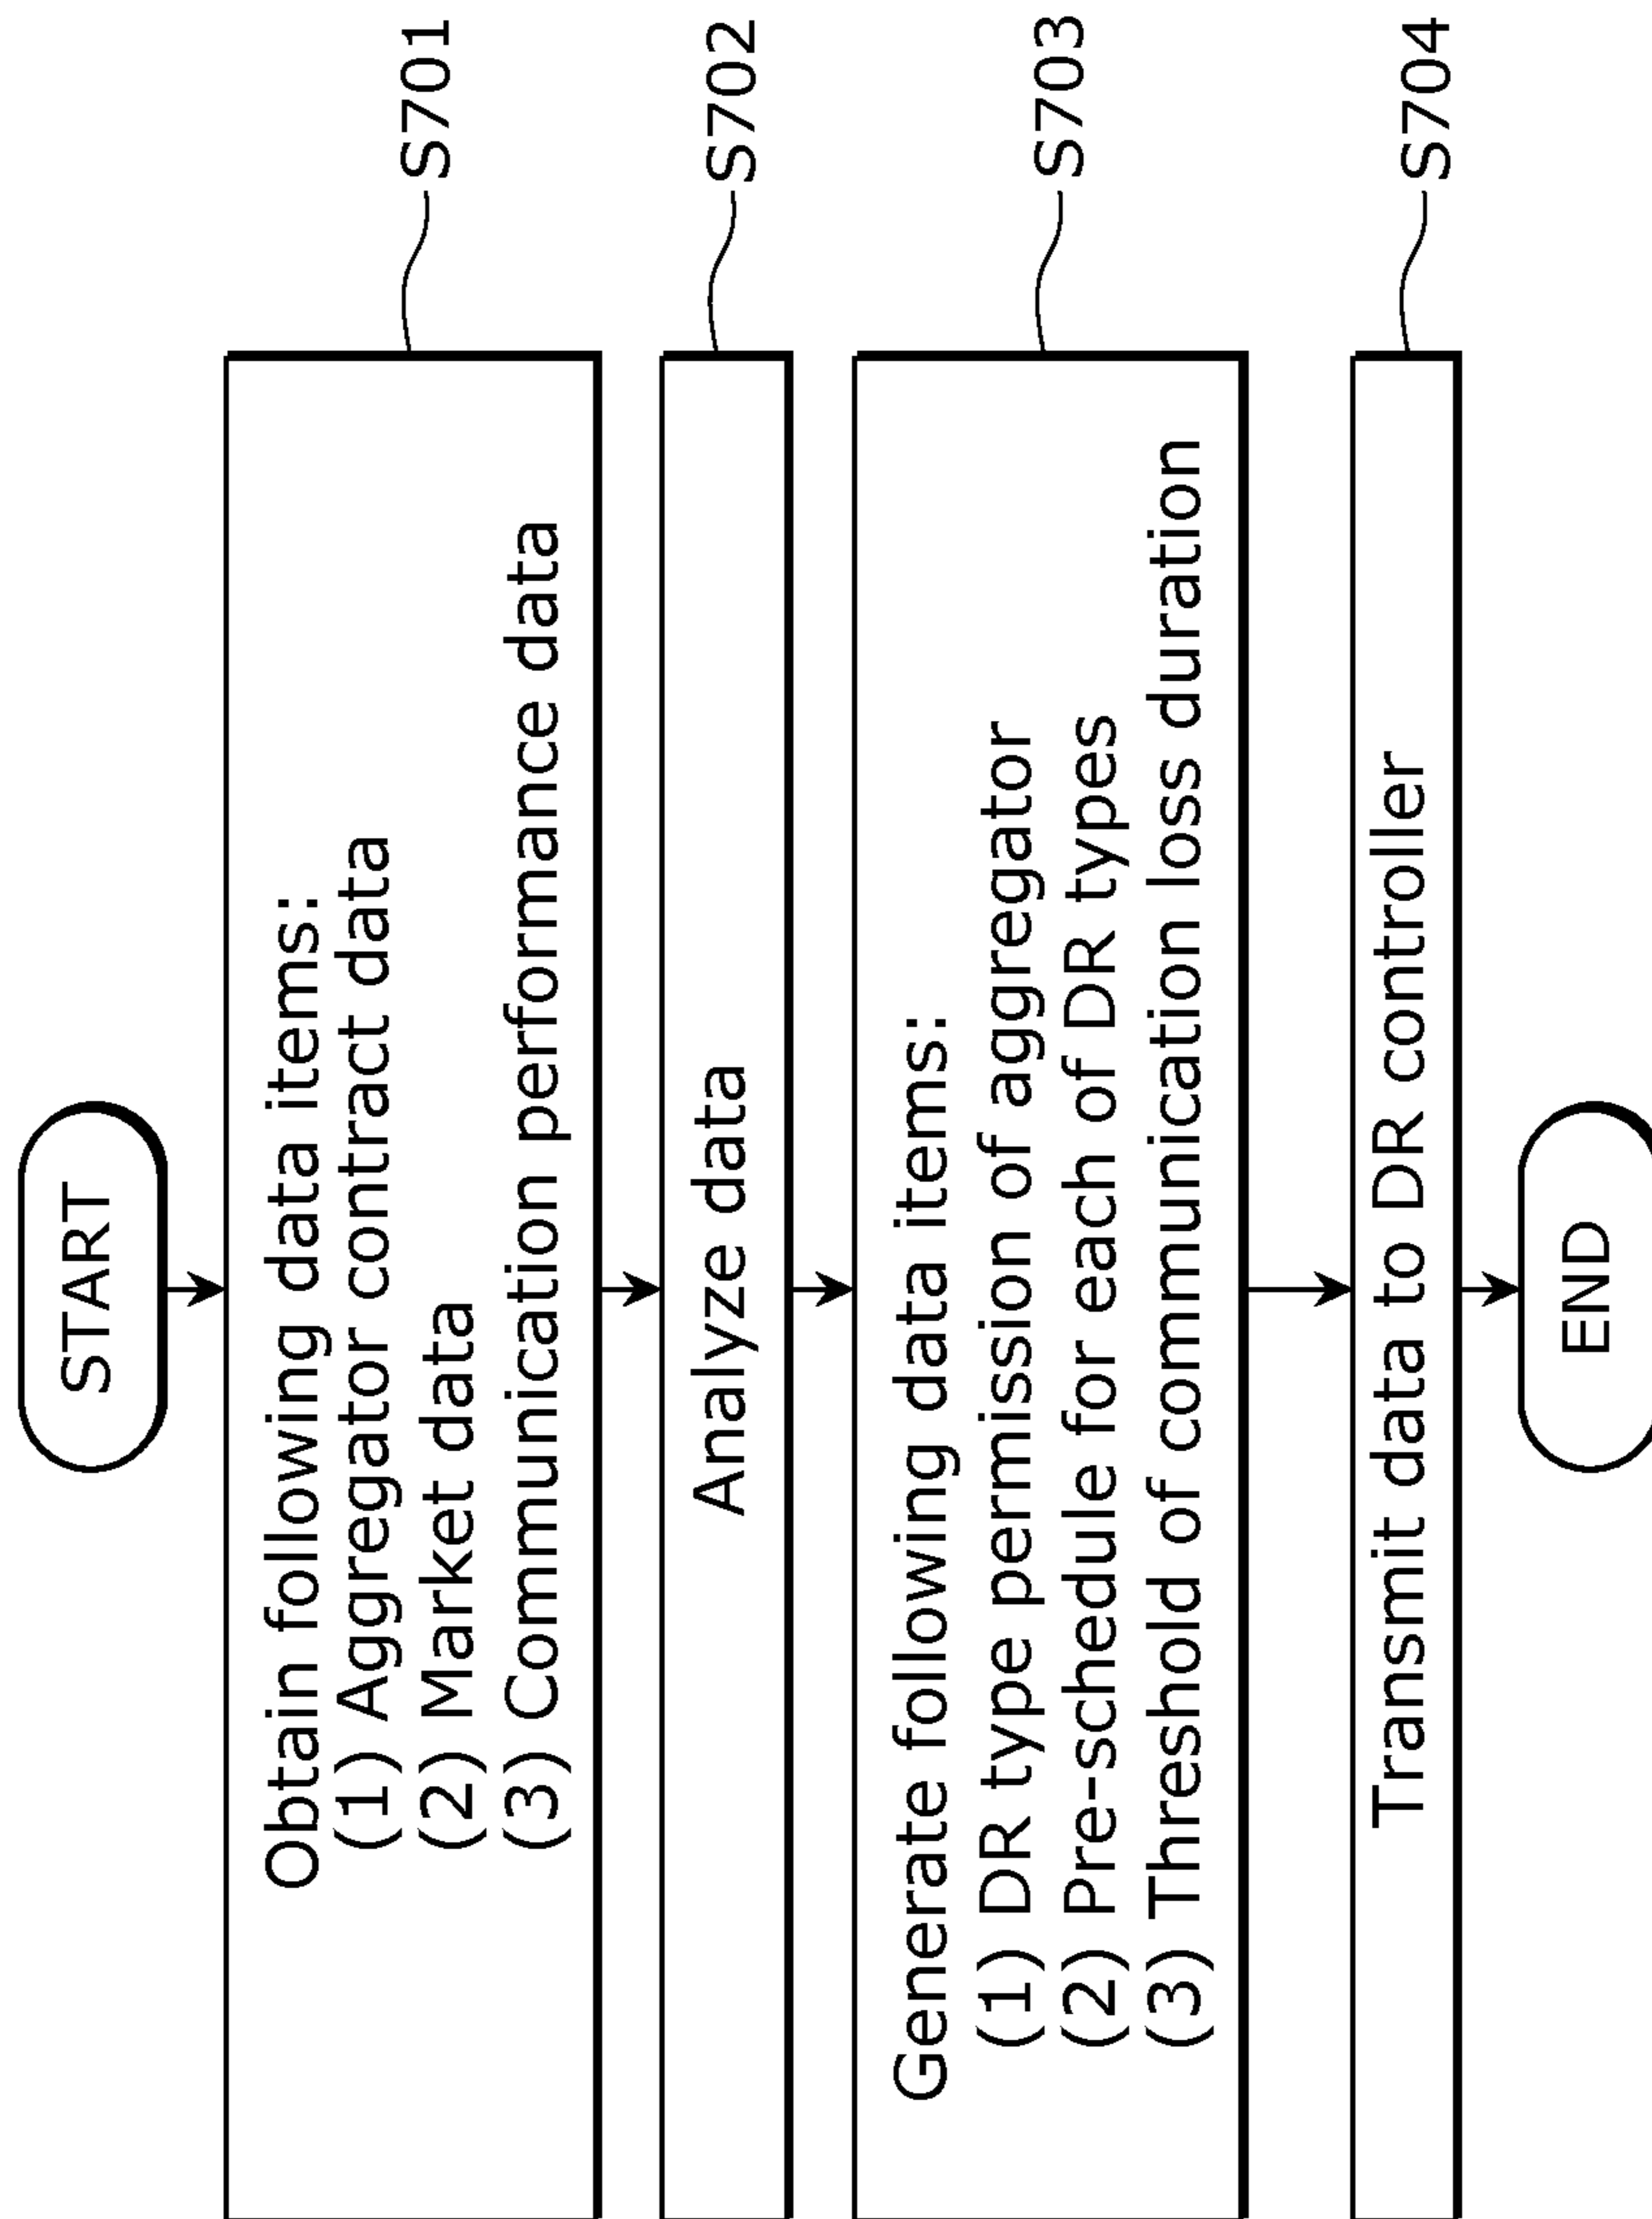 START
Obtain following data items:
(1) Aggregator contract data
(2) Market data
(3) Communication performance data
S701
Analyze data
S702
Generate following data items:
(1) DR type permission of aggregator
(2) Pre-schedule for each of DR types
(3) Threshold of communication loss duration
S703
Transmit data to DR controller
S704
END